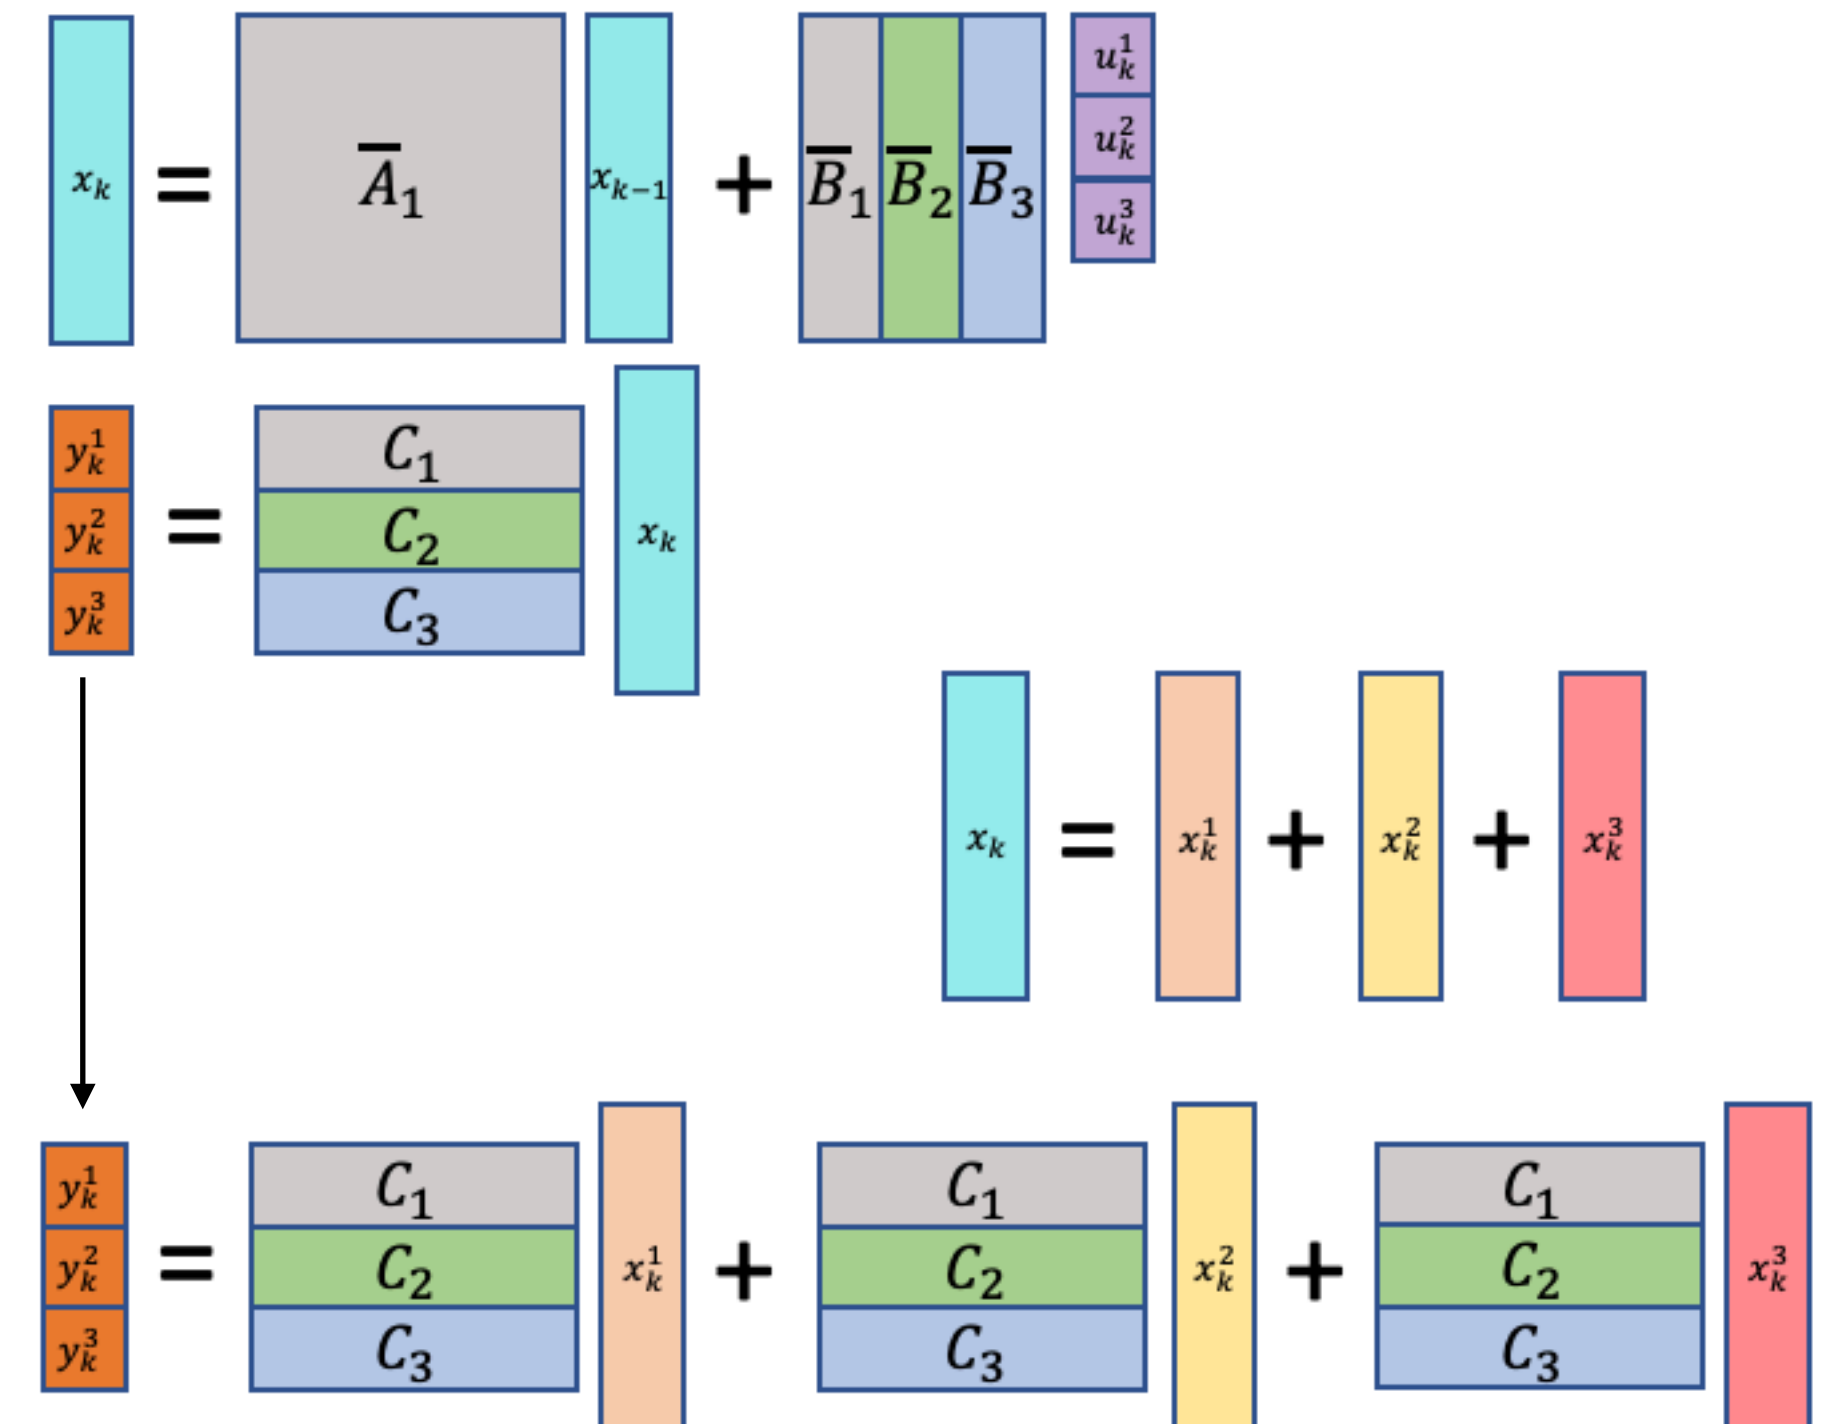 x_k = A̅_1 x_{k−1} + B̅_1 B̅_2 B̅_3 u_k^1
u_k^2
u_k^3
y_k^1 = C_1 x_k
y_k^2 C_2
y_k^3 C_3
x_k = x_k^1 + x_k^2 + x_k^3
y_k^1 C_1 C_1 C_1
y_k^2 = C_2 x_k^1 + C_2 x_k^2 + C_2 x_k^3
y_k^3 C_3 C_3 C_3